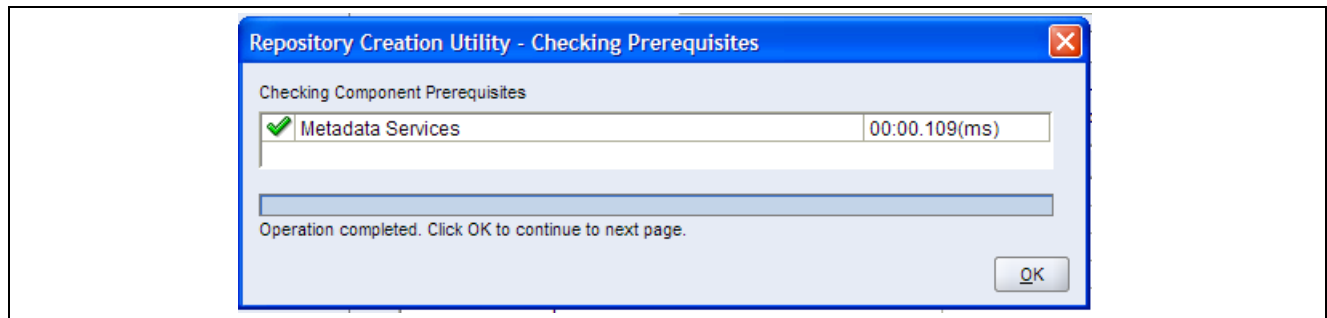 Repository Creation Utility - Checking Prerequisites
Checking Component Prerequisites
Metadata Services 00:00.109(ms)
Operation completed. Click OK to continue to next page.
OK